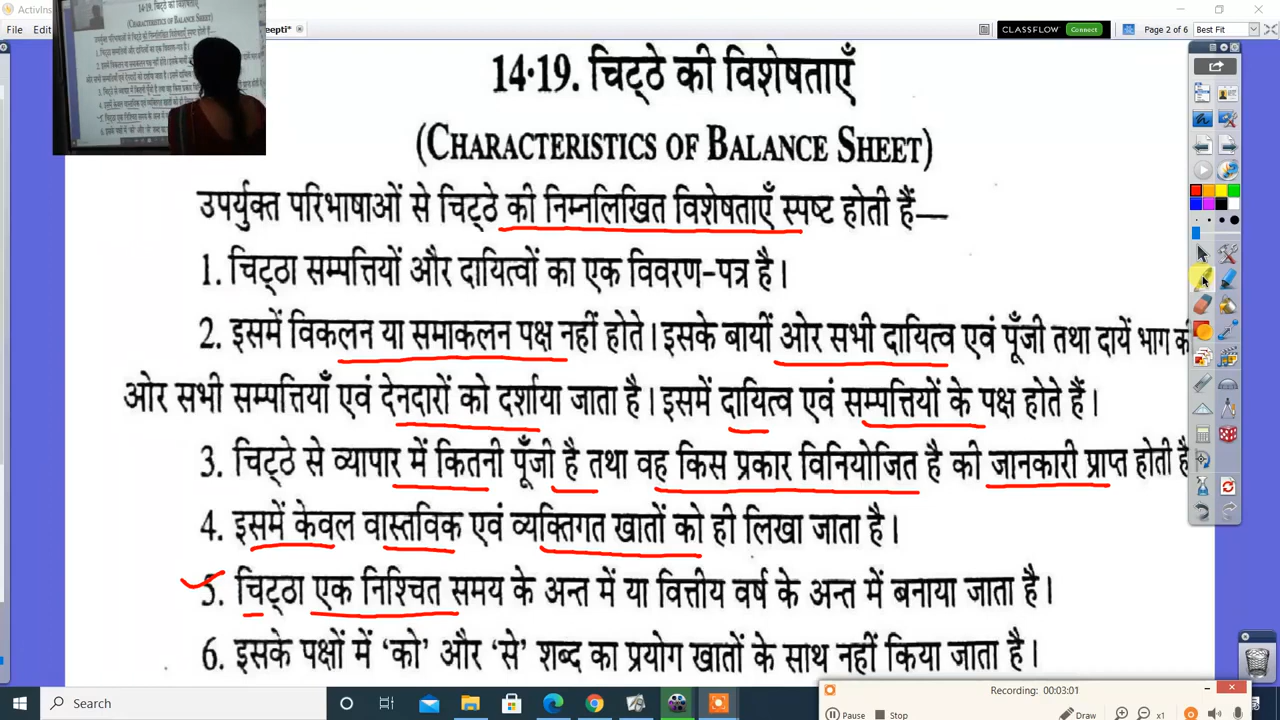 ActivIns
File Edi
eepti*
CLASSFLOW Connect
Page 2 of 6
Best Fit
14·19. चिट्ठे की विशेषताएँ
(CHARACTERISTICS OF BALANCE SHEET)
उपर्युक्त परिभाषाओं से चिट्ठे की निम्नलिखित विशेषताएँ स्पष्ट होती हैं—
1. चिट्ठा सम्पत्तियों और दायित्वों का एक विवरण-पत्र है।
2. इसमें विकलन या समाकलन पक्ष नहीं होते। इसके बायीं ओर सभी दायित्व एवं पूँजी तथा दायें भाग की
ओर सभी सम्पत्तियाँ एवं देनदारों को दर्शाया जाता है। इसमें दायित्व एवं सम्पत्तियों के पक्ष होते हैं।
3. चिट्ठे से व्यापार में कितनी पूँजी है तथा वह किस प्रकार विनियोजित है की जानकारी प्राप्त होती है
4. इसमें केवल वास्तविक एवं व्यक्तिगत खातों को ही लिखा जाता है।
5. चिट्ठा एक निश्चित समय के अन्त में या वित्तीय वर्ष के अन्त में बनाया जाता है।
6. इसके पक्षों में ‘को’ और ‘से’ शब्द का प्रयोग खातों के साथ नहीं किया जाता है।
Recording: 00:03:01
Search
Pause Stop Draw x1